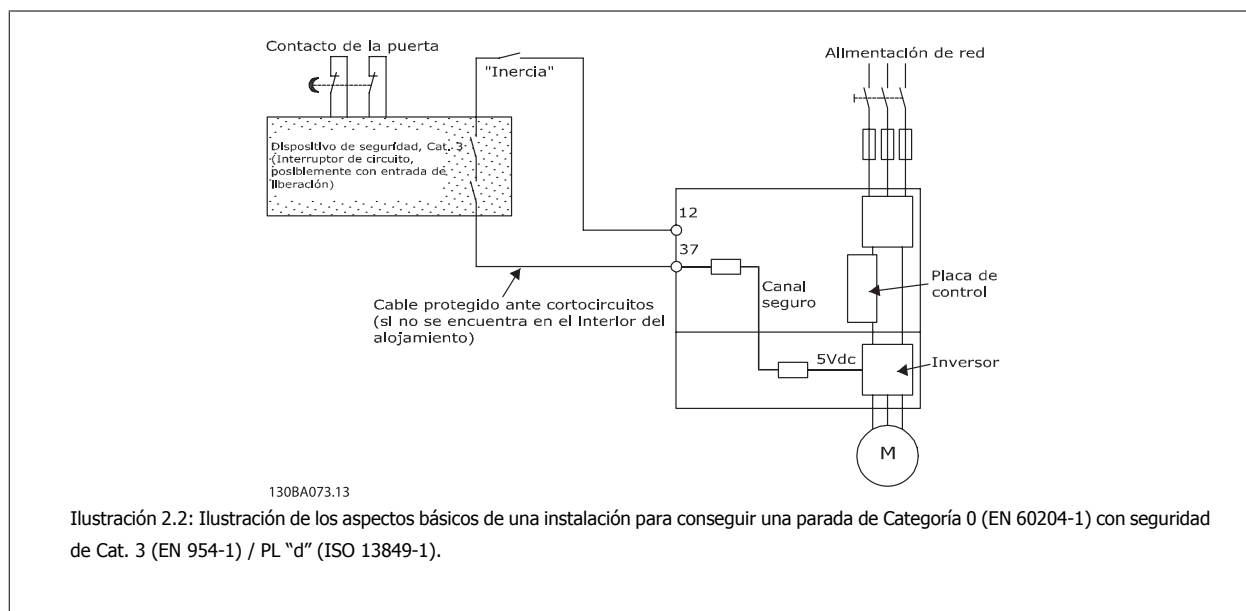 Contacto de la puerta
"Inercia"
Alimentación de red
Dispositivo de seguridad, Cat. 3
(Interruptor de circuito,
posiblemente con entrada de
liberación)
12
37
Cable protegido ante cortocircuitos
(si no se encuentra en el interior del
alojamiento)
Canal
seguro
Placa de
control
5Vdc
Inversor
M
130BA073.13
Ilustración 2.2: Ilustración de los aspectos básicos de una instalación para conseguir una parada de Categoría 0 (EN 60204-1) con seguridad
de Cat. 3 (EN 954-1) / PL “d” (ISO 13849-1).